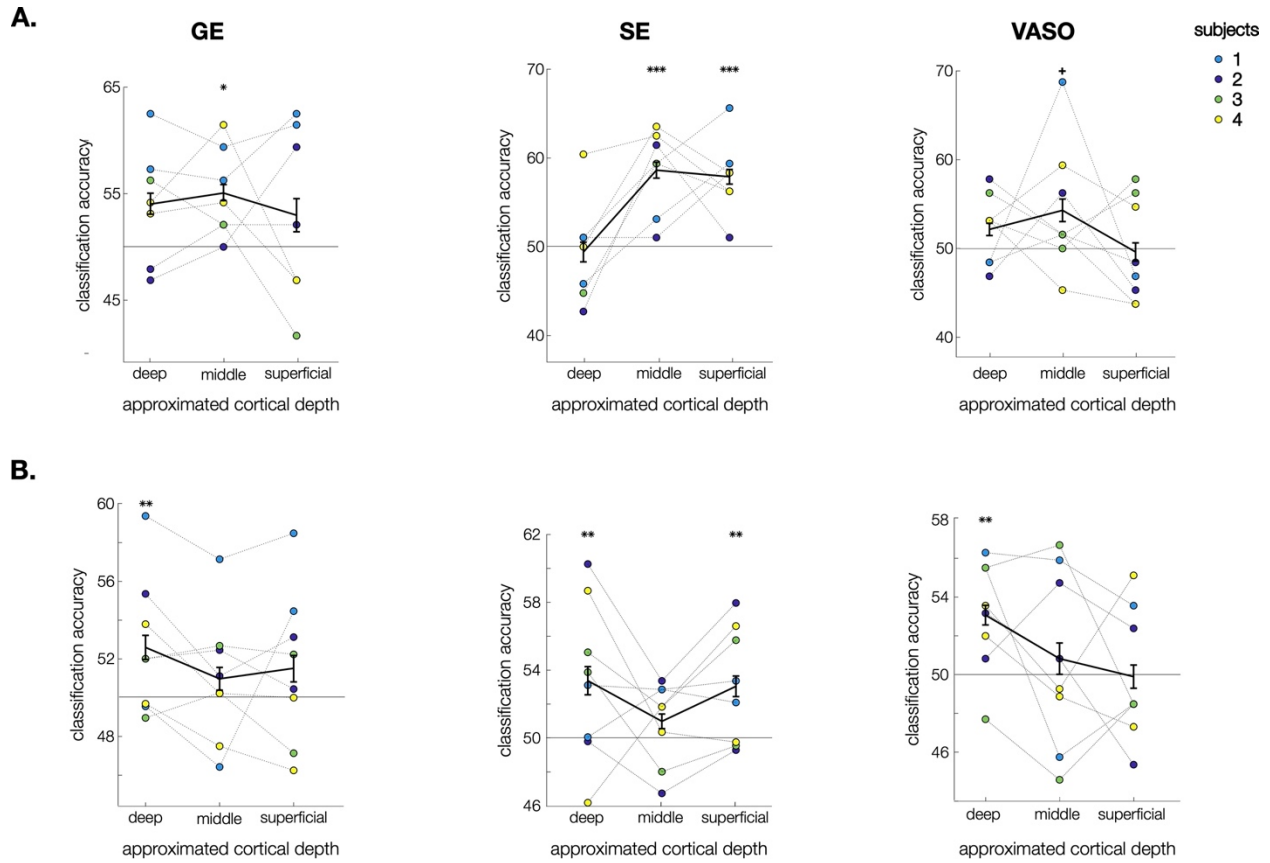 A.
GE
SE
VASO
subjects
1
2
3
4
classification accuracy
65
55
45
*
deep
middle
superficial
approximated cortical depth
classification accuracy
70
60
50
40
***
***
deep
middle
superficial
approximated cortical depth
classification accuracy
70
60
50
40
+
deep
middle
superficial
approximated cortical depth
B.
classification accuracy
60
56
52
48
**
deep
middle
superficial
approximated cortical depth
classification accuracy
62
58
54
50
46
**
**
deep
middle
superficial
approximated cortical depth
classification accuracy
58
54
50
46
**
deep
middle
superficial
approximated cortical depth